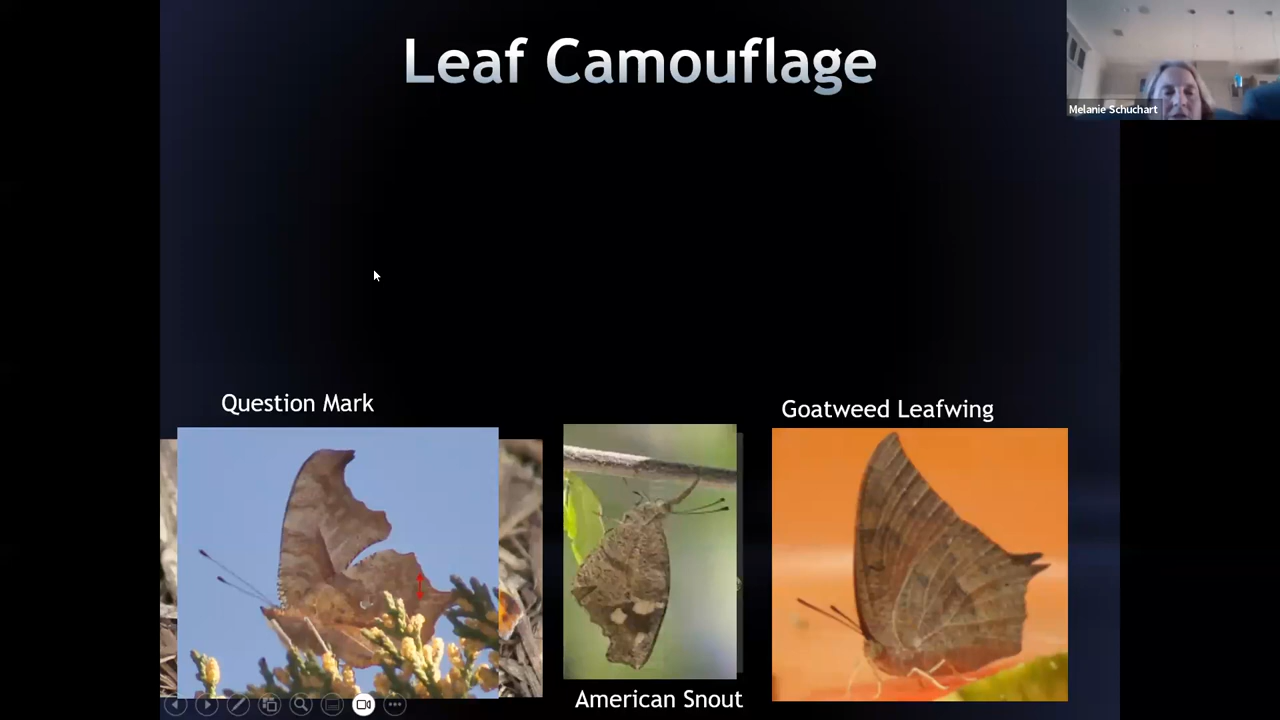 Leaf Camouflage
Melanie Schuchart
Question Mark
Goatweed Leafwing
American Snout